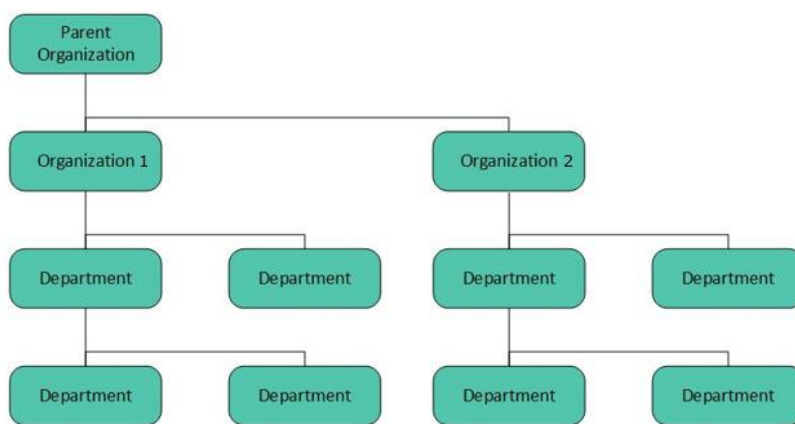 Parent
Organization
Organization 1
Organization 2
Department
Department
Department
Department
Department
Department
Department
Department